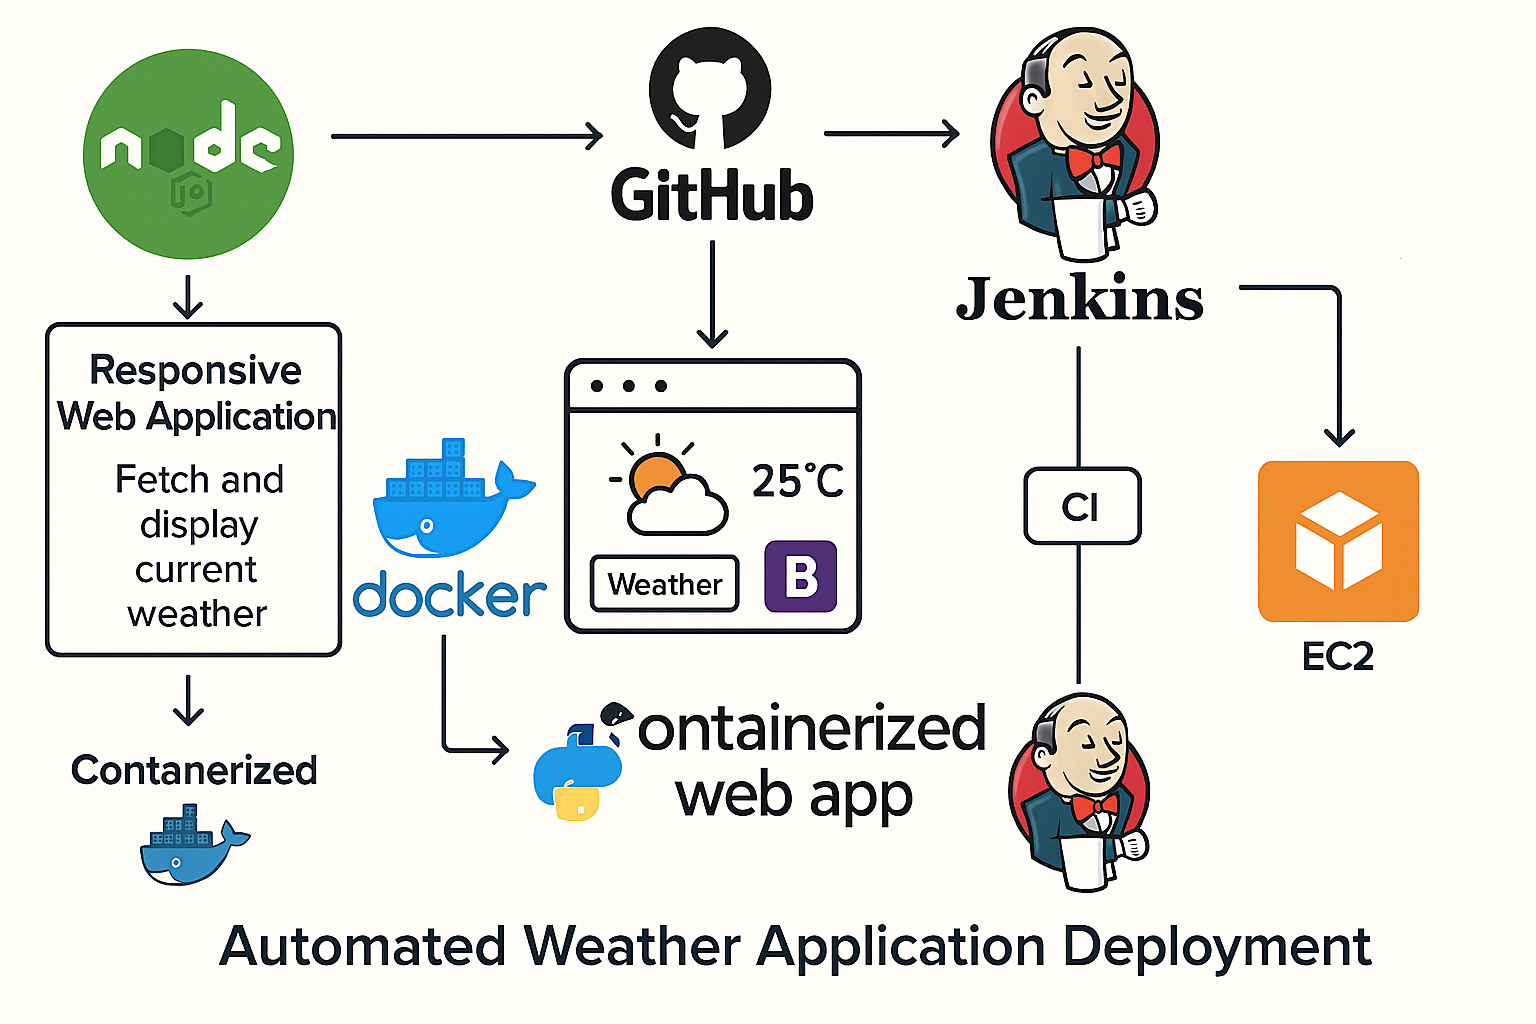 node
JS
GitHub
Jenkins
Responsive
Web Application
Fetch and
display
current
weather
docker
25°C
Weather
B
CI
EC2
Contanerized
ontainerized
web app
Automated Weather Application Deployment